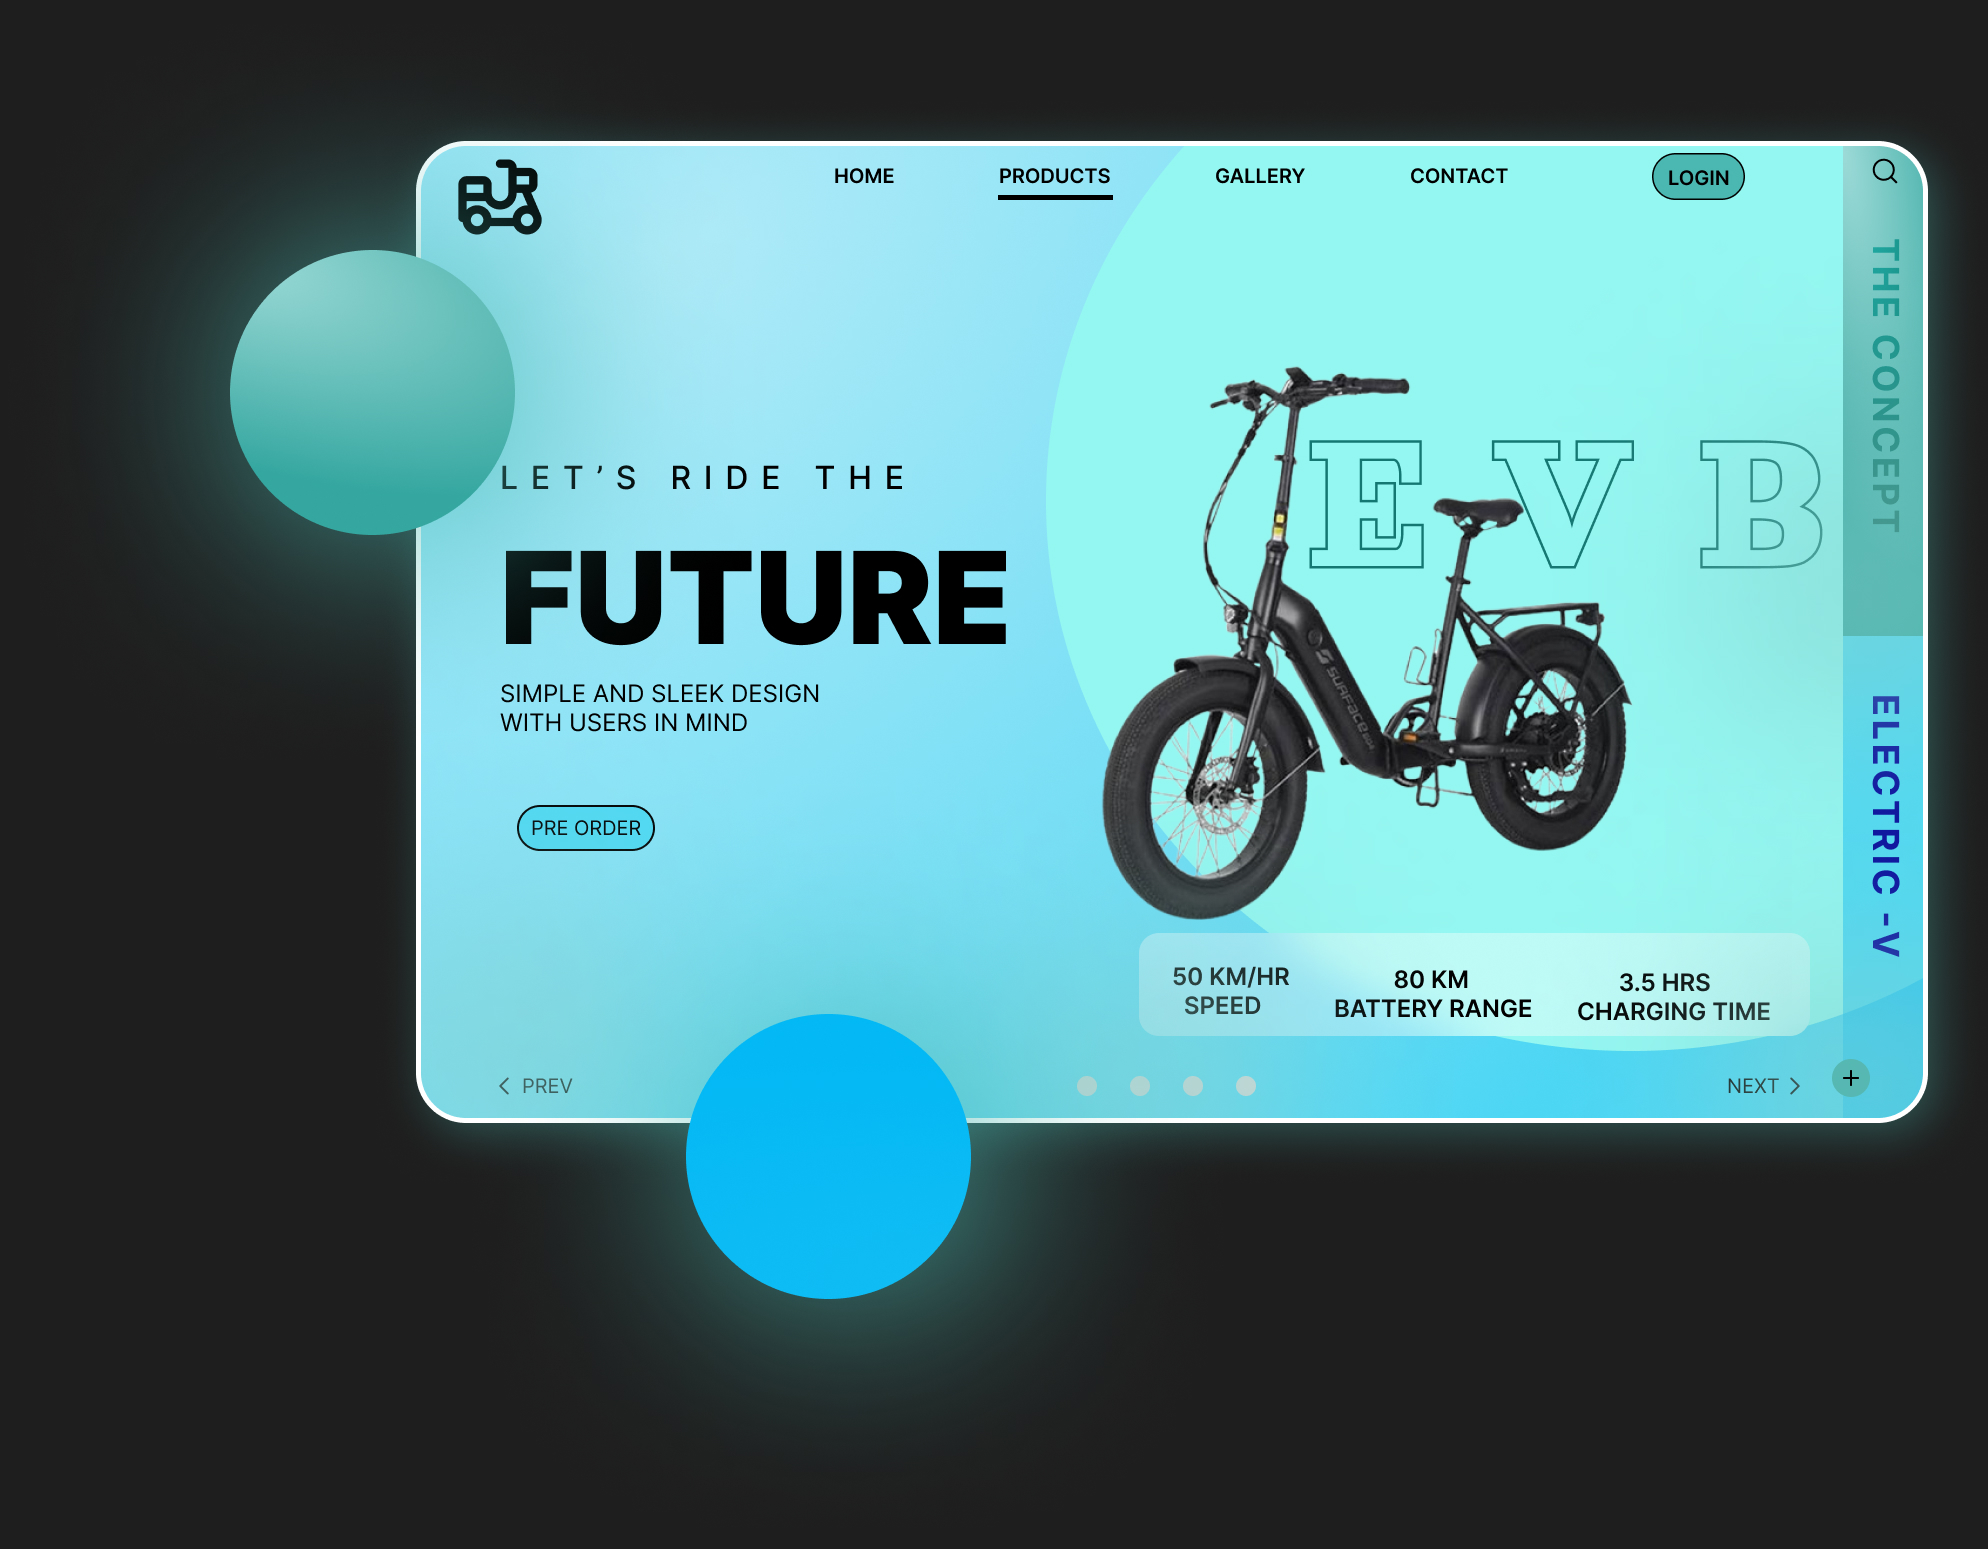 HOME
PRODUCTS
GALLERY
CONTACT
LOGIN
THE CONCEPT
LET’S RIDE THE
E V B
FUTURE
SIMPLE AND SLEEK DESIGN
WITH USERS IN MIND
SURFACE
ELECTRIC -V
PRE ORDER
50 KM/HR
SPEED
80 KM
BATTERY RANGE
3.5 HRS
CHARGING TIME
PREV
NEXT